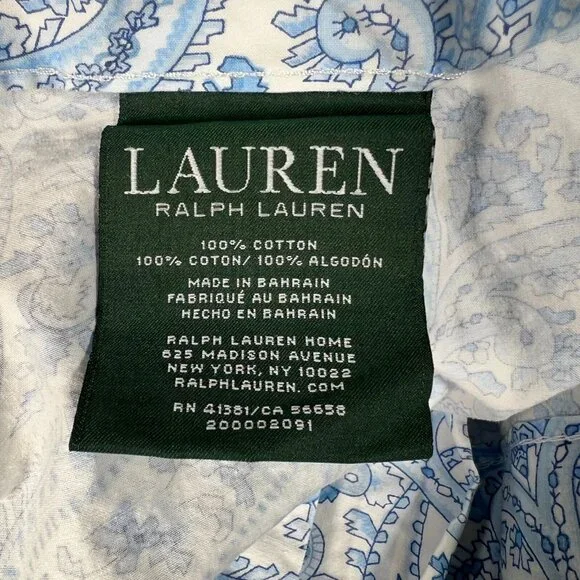 LAUREN
RALPH LAUREN
100% COTTON
100% COTON/ 100% ALGODÓN
MADE IN BAHRAIN
FABRIQUÉ AU BAHRAIN
HECHO EN BAHRAIN
RALPH LAUREN HOME
625 MADISON AVENUE
NEW YORK, NY 10022
RALPHLAUREN. COM
RN 41381/CA 56658
200002091